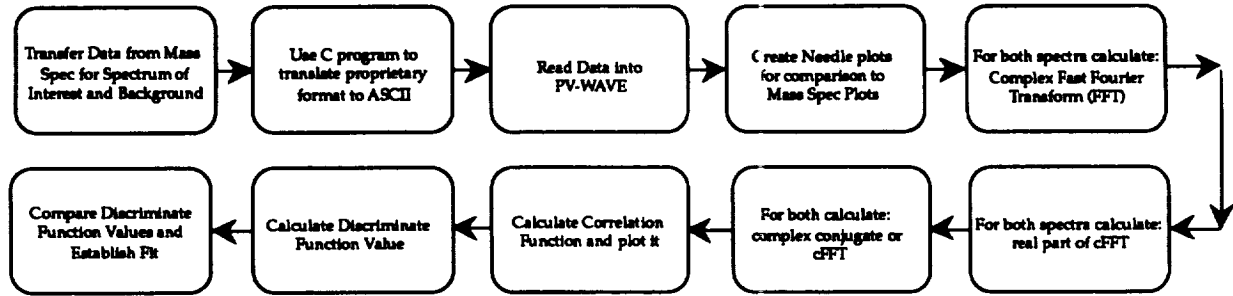 Transfer Data from Mass
Spec for Spectrum of
Interest and Background
Use C program to
translate proprietary
format to ASCII
Read Data into
PV-WAVE
Create Needle plots
for comparison to
Mass Spec Plots
For both spectra calculate:
Complex Fast Fourier
Transform (FFT)
For both spectra calculate:
real part of cFFT
For both calculate:
complex conjugate or
cFFT
Calculate Correlation
Function and plot it
Calculate Discriminate
Function Value
Compare Discriminate
Function Values and
Establish Fit